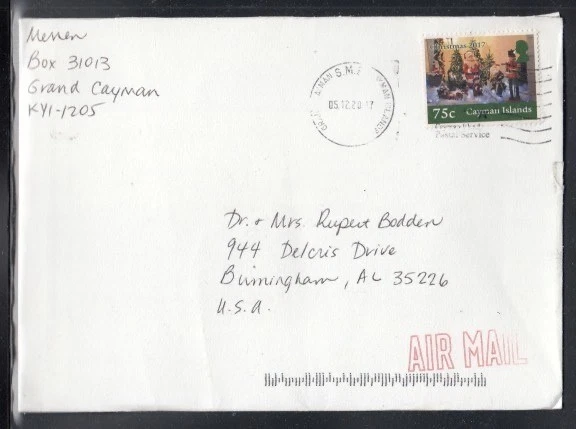 Merren
Box 31013
Grand Cayman
KY1-1205
S.M.
05.12.20 17
Christmas 2017
75c Cayman Islands
Postal Service
Dr. + Mrs. Rupert Bodden
944 Delcris Drive
Birmingham, AL 35226
U.S.A.
AIR MAIL